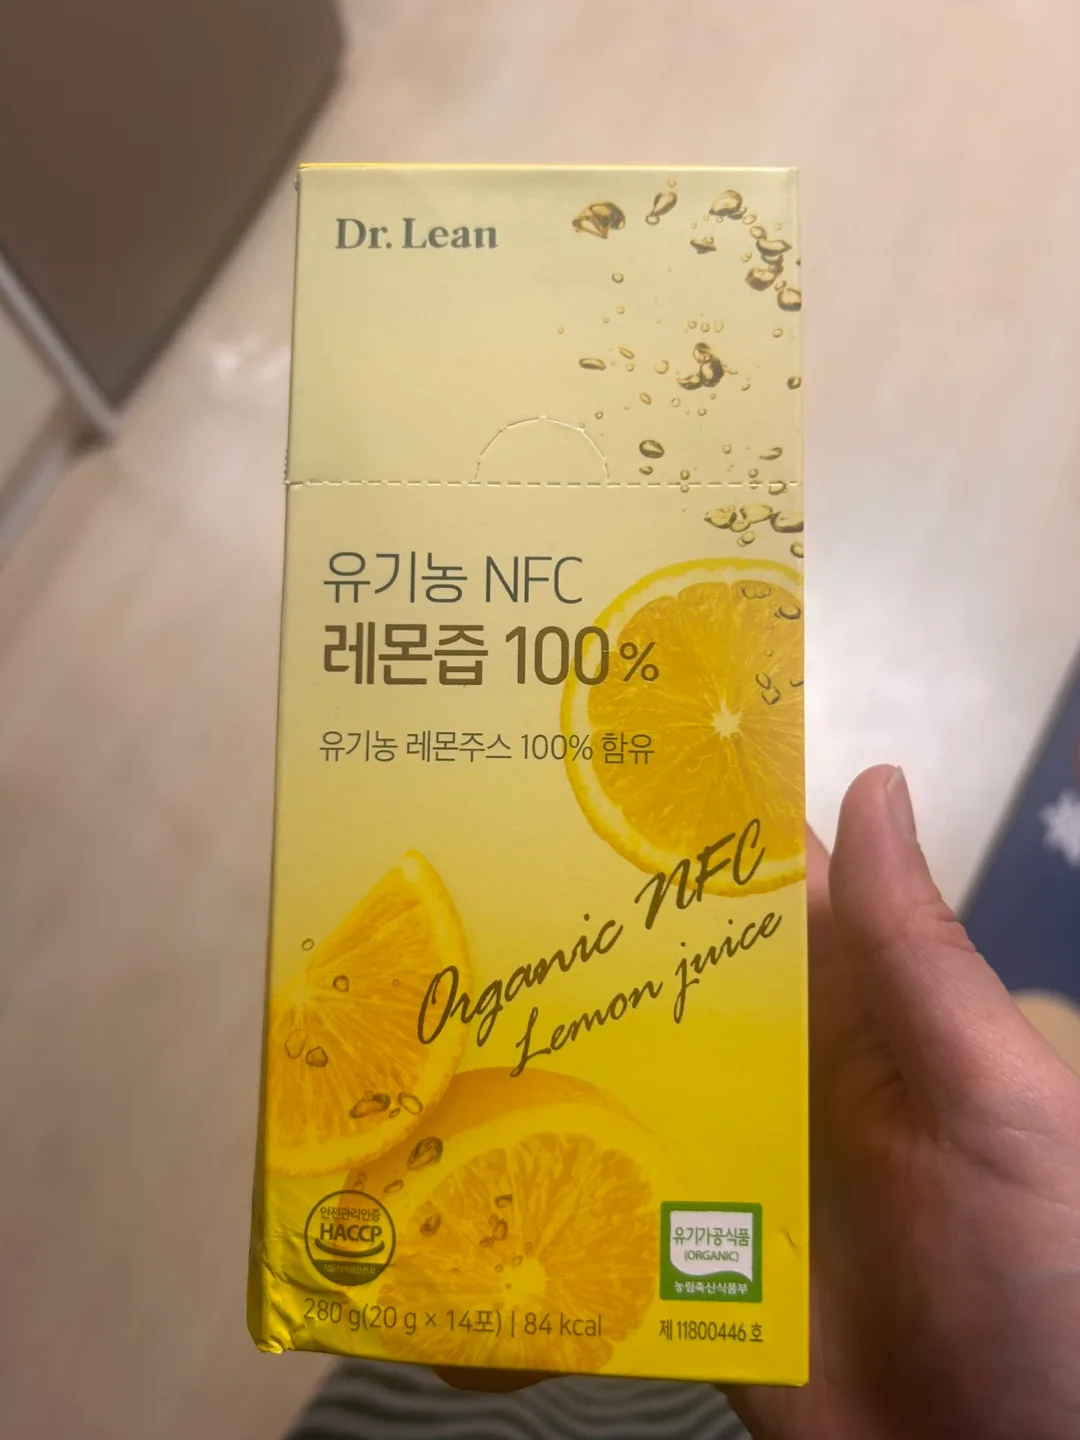 Dr. Lean
유기농 NFC
레몬즙 100%
유기농 레몬주스 100% 함유
Organic NFC
Lemon juice
안전관리인증
HACCP
유기가공식품
(ORGANIC)
농림축산식품부
280 g(20 g × 14포) | 84 kcal
제 11800446 호